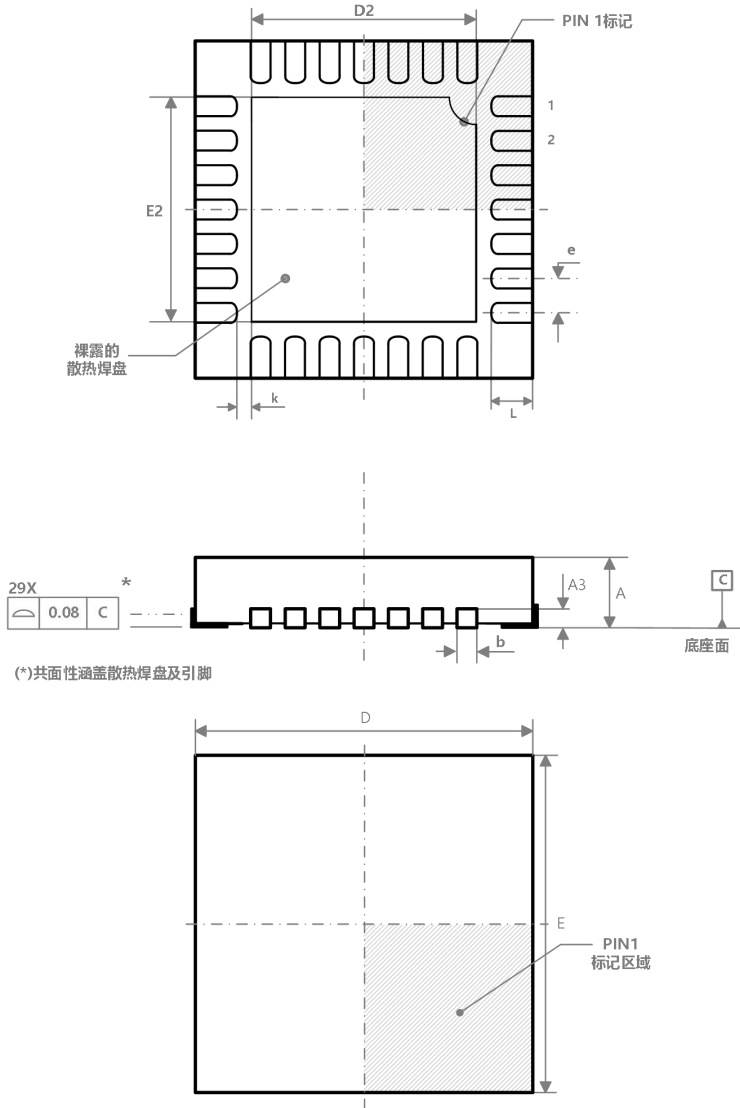 D2
PIN 1标记
1
2
E2
e
裸露的
散热焊盘
k
L
29X
*
0.08
C
A3
A
C
b
底座面
(*)共面性涵盖散热焊盘及引脚
D
E
PIN1
标记区域